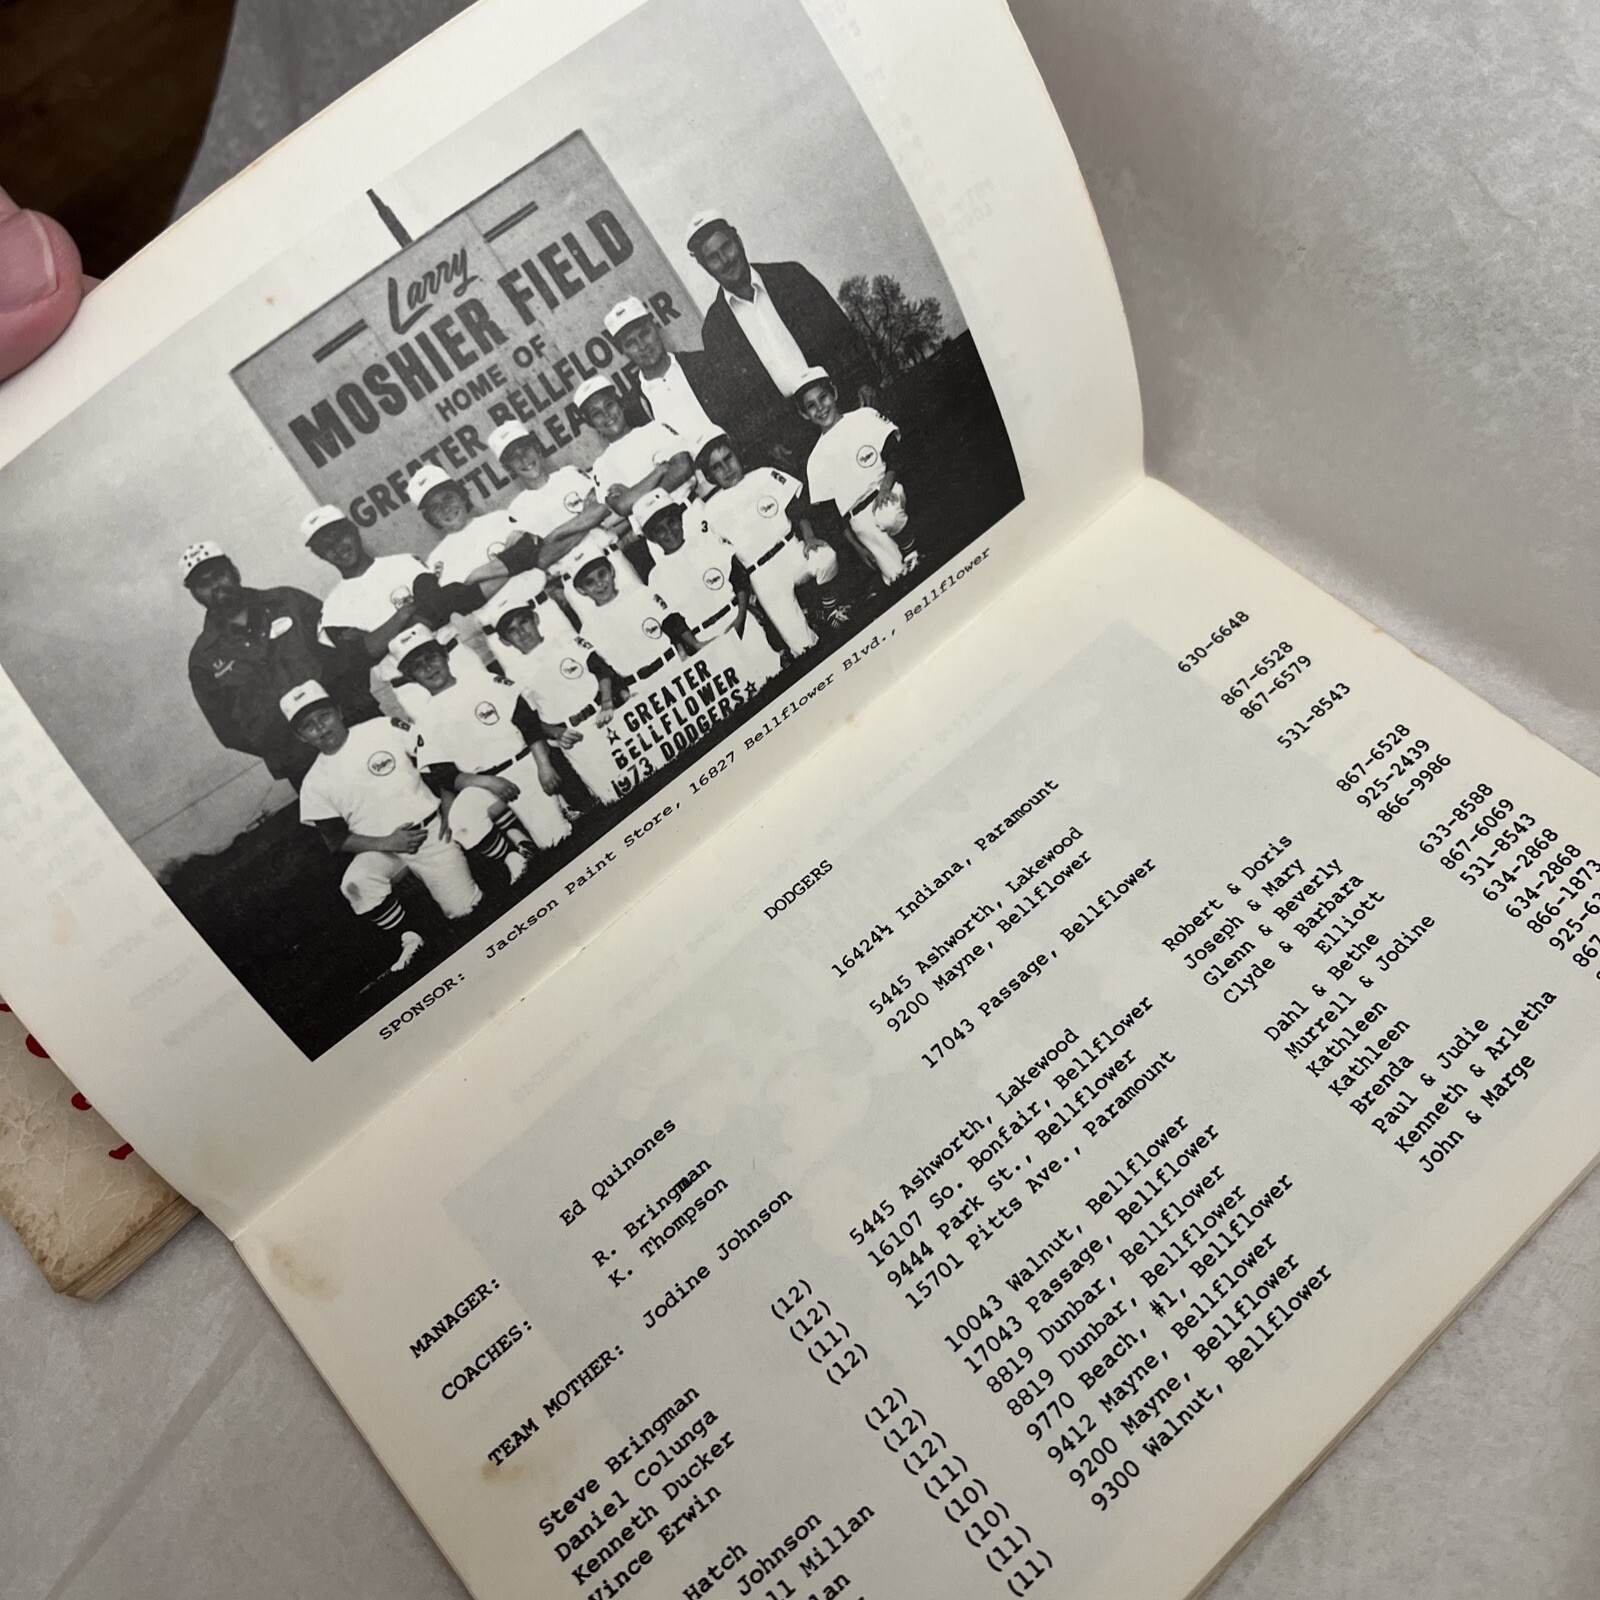 Larry
MOSHIER FIELD
HOME OF
GREATER BELLFLOWER
LITTLE LEAGUE
☆ GREATER
BELLFLOWER
1973 DODGERS☆
SPONSOR: Jackson Paint Store, 16827 Bellflower Blvd., Bellflower
DODGERS
MANAGER: Ed Quinones 16424½ Indiana, Paramount 630-6648
COACHES: R. Bringman 5445 Ashworth, Lakewood 867-6528
K. Thompson 9200 Mayne, Bellflower 867-6579
TEAM MOTHER: Jodine Johnson 17043 Passage, Bellflower 531-8543
Steve Bringman (12) 5445 Ashworth, Lakewood Robert & Doris 867-6528
Daniel Colunga (12) 16107 So. Bonfair, Bellflower Joseph & Mary 925-2439
Kenneth Ducker (11) 9444 Park St., Bellflower Glenn & Beverly 866-9986
Vince Erwin (12) 15701 Pitts Ave., Paramount Clyde & Barbara
Elliott
Hatch (12) 10043 Walnut, Bellflower Dahl & Bethe 633-8588
Johnson (12) 17043 Passage, Bellflower Murrell & Jodine 867-6069
Millan (12) 8819 Dunbar, Bellflower Kathleen 531-8543
(11) 8819 Dunbar, Bellflower Kathleen 634-2868
(10) 9770 Beach, #1, Bellflower Brenda 634-2868
(10) 9412 Mayne, Bellflower Paul & Judie 866-1873
(11) 9200 Mayne, Bellflower Kenneth & Arletha
(11) 9300 Walnut, Bellflower John & Marge